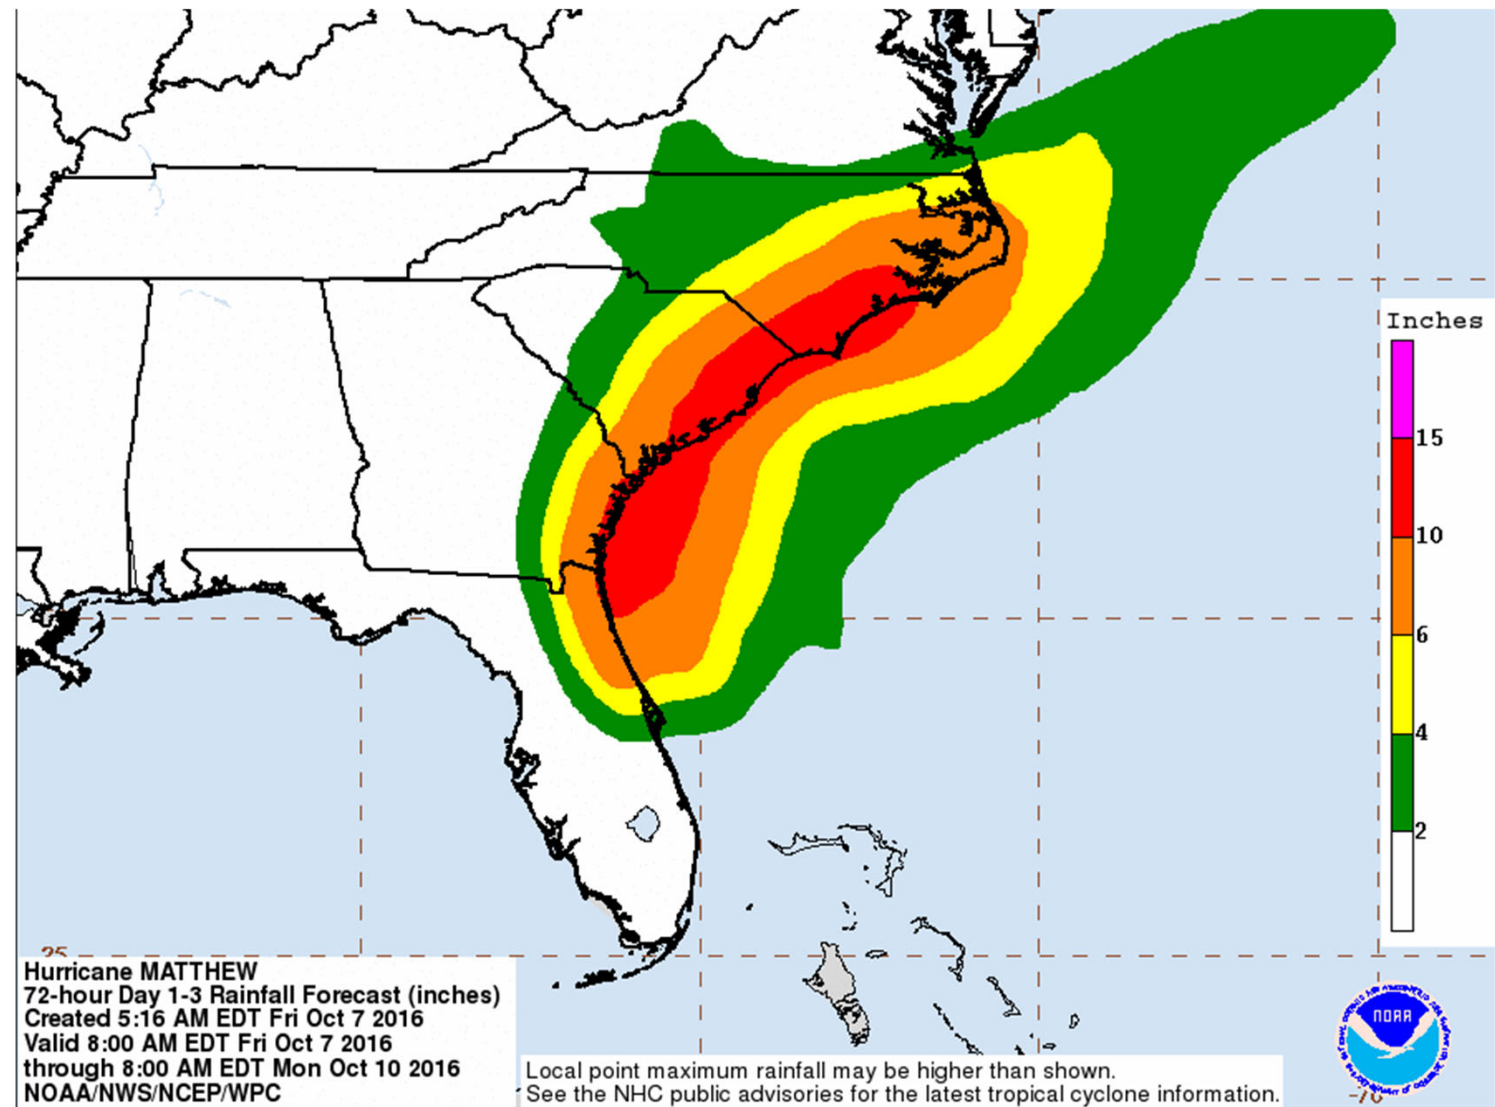 Inches
15
10
6
4
2
25
Hurricane MATTHEW
72-hour Day 1-3 Rainfall Forecast (inches)
Created 5:16 AM EDT Fri Oct 7 2016
Valid 8:00 AM EDT Fri Oct 7 2016
through 8:00 AM EDT Mon Oct 10 2016
NOAA/NWS/NCEP/WPC
Local point maximum rainfall may be higher than shown.
See the NHC public advisories for the latest tropical cyclone information.
NOAA
-70